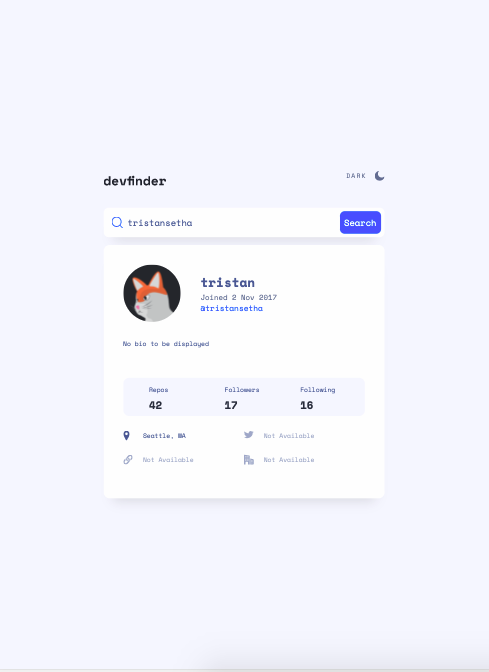 devfinder
DARK
tristansetha
Search
tristan
Joined 2 Nov 2017
@tristansetha
No bio to be displayed
Repos
42
Followers
17
Following
16
Seattle, WA
Not Available
Not Available
Not Available